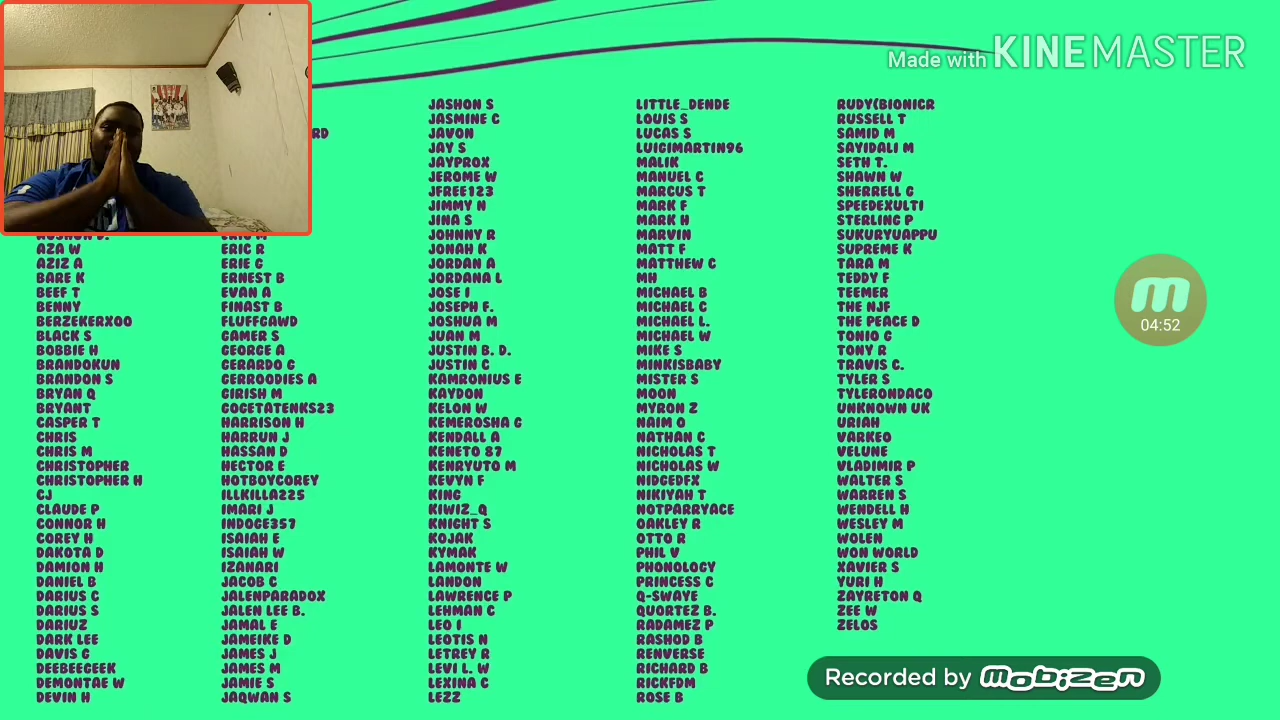 Made with KINEMASTER
RD
AZA W
AZIZ A
BARE K
BEEF T
BENNY
BERZEKERXOO
BLACK S
BOBBIE H
BRANDOKUN
BRANDON S
BRYAN Q
BRYANT
CASPER T
CHRIS
CHRIS M
CHRISTOPHER
CHRISTOPHER H
CJ
CLAUDE P
CONNOR H
COREY H
DAKOTA D
DAMION H
DANIEL B
DARIUS C
DARIUS S
DARIUZ
DARK LEE
DAVIS G
DEEBEEGEEK
DEMONTAE W
DEVIN H
ERIC R
ERIE G
ERNEST B
EVAN A
FINAST B
FLUFFGAWD
GAMER S
GEORGE A
GERARDO G
GERROODIES A
GIRISH M
GOGETATENKS23
HARRISON H
HARRUN J
HASSAN D
HECTOR E
HOTBOYCOREY
ILLKILLA225
IMARI J
INDOGE357
ISAIAH E
ISAIAH W
IZANARI
JACOB C
JALENPARADOX
JALEN LEE B.
JAMAL E
JAMEIKE D
JAMES J
JAMES M
JAMIE S
JAQWAN S
JASHON S
JASMINE C
JAVON
JAY S
JAYPROX
JEROME W
JFREE123
JIMMY N
JINA S
JOHNNY R
JONAH K
JORDAN A
JORDANA L
JOSE I
JOSEPH F.
JOSHUA M
JUAN M
JUSTIN B. D.
JUSTIN C
KAMRONIUS E
KAYDON
KELON W
KEMEROSHA G
KENDALL A
KENETO 87
KENRYUTO M
KEVYN F
KING
KIWIZ_Q
KNIGHT S
KOJAK
KYMAK
LAMONTE W
LANDON
LAWRENCE P
LEHMAN C
LEO I
LEOTIS N
LETREY R
LEVI L. W
LEXINA C
LEZZ
LITTLE_DENDE
LOUIS S
LUCAS S
LUIGIMARTIN96
MALIK
MANUEL C
MARCUS T
MARK F
MARK H
MARVIN
MATT F
MATTHEW C
MH
MICHAEL B
MICHAEL C
MICHAEL L.
MICHAEL W
MIKE S
MINKISBABY
MISTER S
MOON
MYRON Z
NAIM O
NATHAN C
NICHOLAS T
NICHOLAS W
NIDGEDFX
NIKIYAH T
NOTPARRYACE
OAKLEY R
OTTO R
PHIL V
PHONOLOGY
PRINCESS C
Q-SWAYE
QUORTEZ B.
RADAMEZ P
RASHOD B
RENVERSE
RICHARD B
RICKFDM
ROSE B
RUDY(BIONICR
RUSSELL T
SAMID M
SAYIDALI M
SETH T.
SHAWN W
SHERRELL G
SPEEDEXULTI
STERLING P
SUKURYUAPPU
SUPREME K
TARA M
TEDDY F
TEEMER
THE NJF
THE PEACE D
TONIO G
TONY R
TRAVIS C.
TYLER S
TYLERONDACO
UNKNOWN UK
URIAH
VARKEO
VELUNE
VLADIMIR P
WALTER S
WARREN S
WENDELL H
WESLEY M
WOLEN
WON WORLD
XAVIER S
YURI H
ZAYRETON Q
ZEE W
ZELOS
04:52
Recorded by mobizen